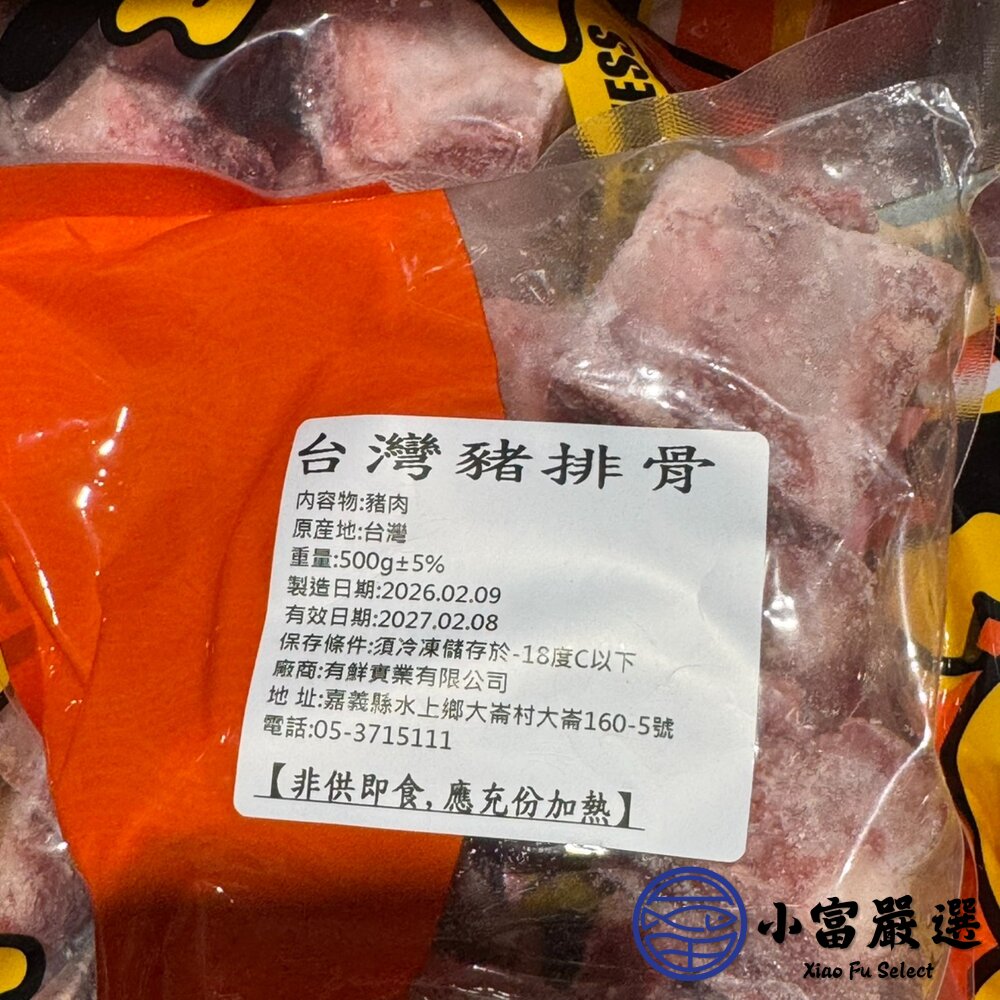 NESS
台灣豬排骨
內容物:豬肉
原產地:台灣
重量:500g±5%
製造日期:2026.02.09
有效日期:2027.02.08
保存條件:須冷凍儲存於-18度C以下
廠商:有鮮實業有限公司
地 址:嘉義縣水上鄉大崙村大崙160-5號
電話:05-3715111
【非供即食,應充份加熱】
小富嚴選
Xiao Fu Select